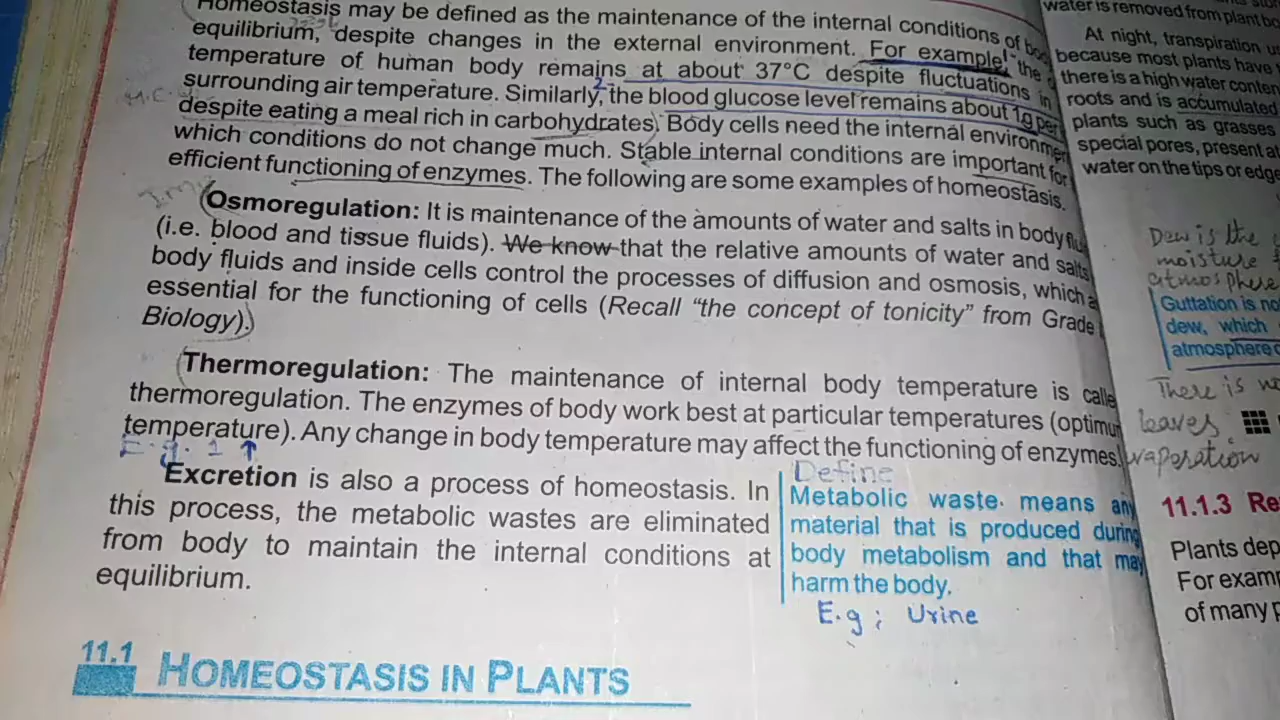 Homeostasis may be defined as the maintenance of the internal conditions of
equilibrium, despite changes in the external environment. For example, the
temperature of human body remains at about 37°C despite fluctuations in
surrounding air temperature. Similarly, the blood glucose level remains about 1g per
despite eating a meal rich in carbohydrates. Body cells need the internal
which conditions do not change much. Stable internal conditions are important for
efficient functioning of enzymes. The following are some examples of homeostasis.
Osmoregulation: It is maintenance of the amounts of water and salts in body
(i.e. blood and tissue fluids). We know that the relative amounts of water and salts
body fluids and inside cells control the processes of diffusion and osmosis, which
essential for the functioning of cells (Recall "the concept of tonicity" from Grade
Biology).
Thermoregulation: The maintenance of internal body temperature is
thermoregulation. The enzymes of body work best at particular temperatures
temperature). Any change in body temperature may affect the functioning of enzymes.
E.g. 1 ↑
Excretion is also a process of homeostasis. In
this process, the metabolic wastes are eliminated
from body to maintain the internal conditions at
equilibrium.
Define
Metabolic waste means any
material that is produced during
body metabolism and that may
harm the body.
E.g; Urine
11.1 HOMEOSTASIS IN PLANTS
water is removed from plant
At night, transpiration
because most plants have
there is a high water
roots and is accumulated
plants such as grasses
special pores, present at
water on the tips or
Dew is the
moisture
atmosphere
Guttation is
dew, which
atmosphere
There is
leaves
evaporation
11.1.3
Plants
For
of many